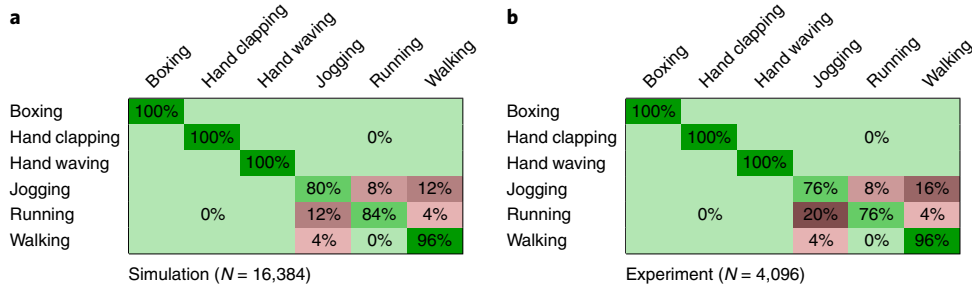 a
Boxing
Hand clapping
Hand waving
Jogging
Running
Walking
Boxing 100%
Hand clapping 100% 0%
Hand waving 100%
Jogging 80% 8% 12%
Running 0% 12% 84% 4%
Walking 4% 0% 96%
Simulation (N = 16,384)
b
Boxing
Hand clapping
Hand waving
Jogging
Running
Walking
Boxing 100%
Hand clapping 100% 0%
Hand waving 100%
Jogging 76% 8% 16%
Running 0% 20% 76% 4%
Walking 4% 0% 96%
Experiment (N = 4,096)